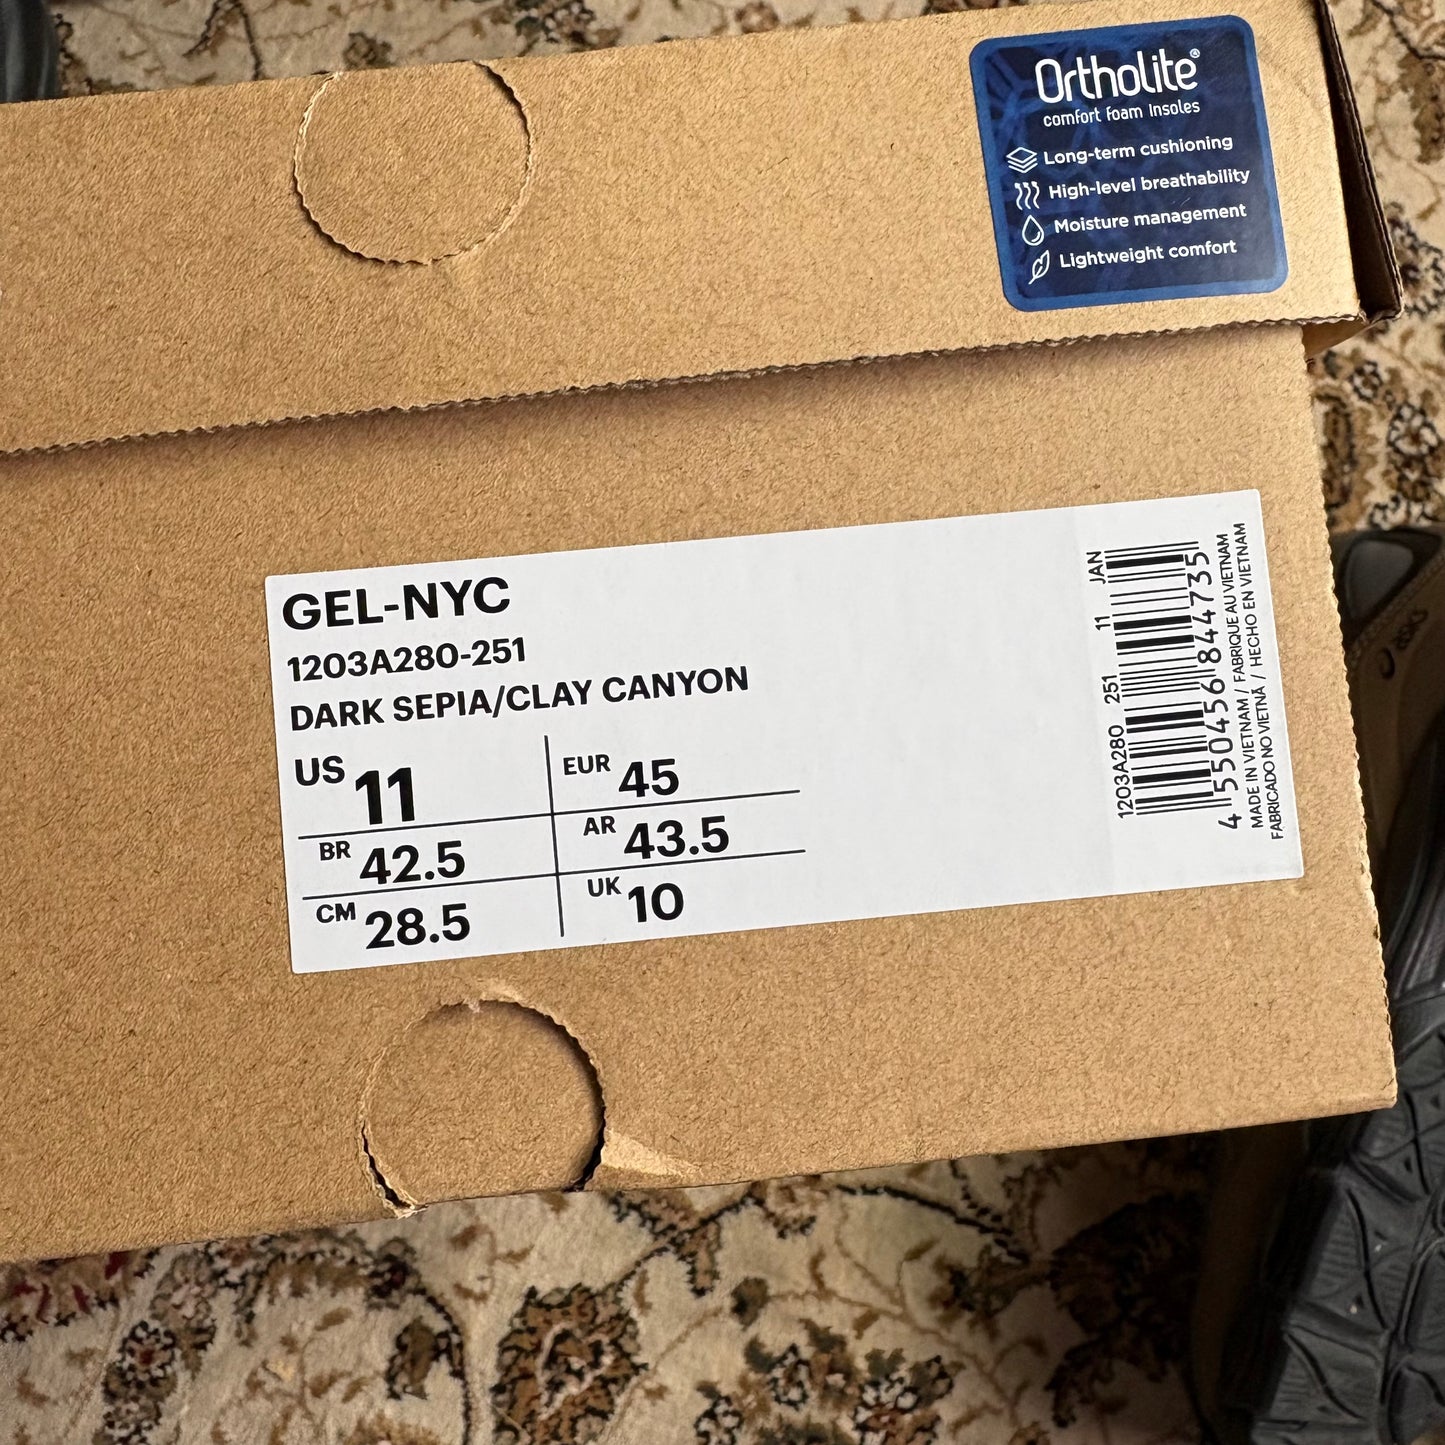 OrthoLite®
comfort foam insoles
Long-term cushioning
High-level breathability
Moisture management
Lightweight comfort
GEL-NYC
1203A280-251
DARK SEPIA/CLAY CANYON
US 11
EUR 45
BR 42.5
AR 43.5
CM 28.5
UK 10
1203A280 251 11 JAN
4 550456 844735
MADE IN VIETNAM / FABRIQUE AU VIETNAM
FABRICADO NO VIETNÃ / HECHO EN VIETNAM
asics